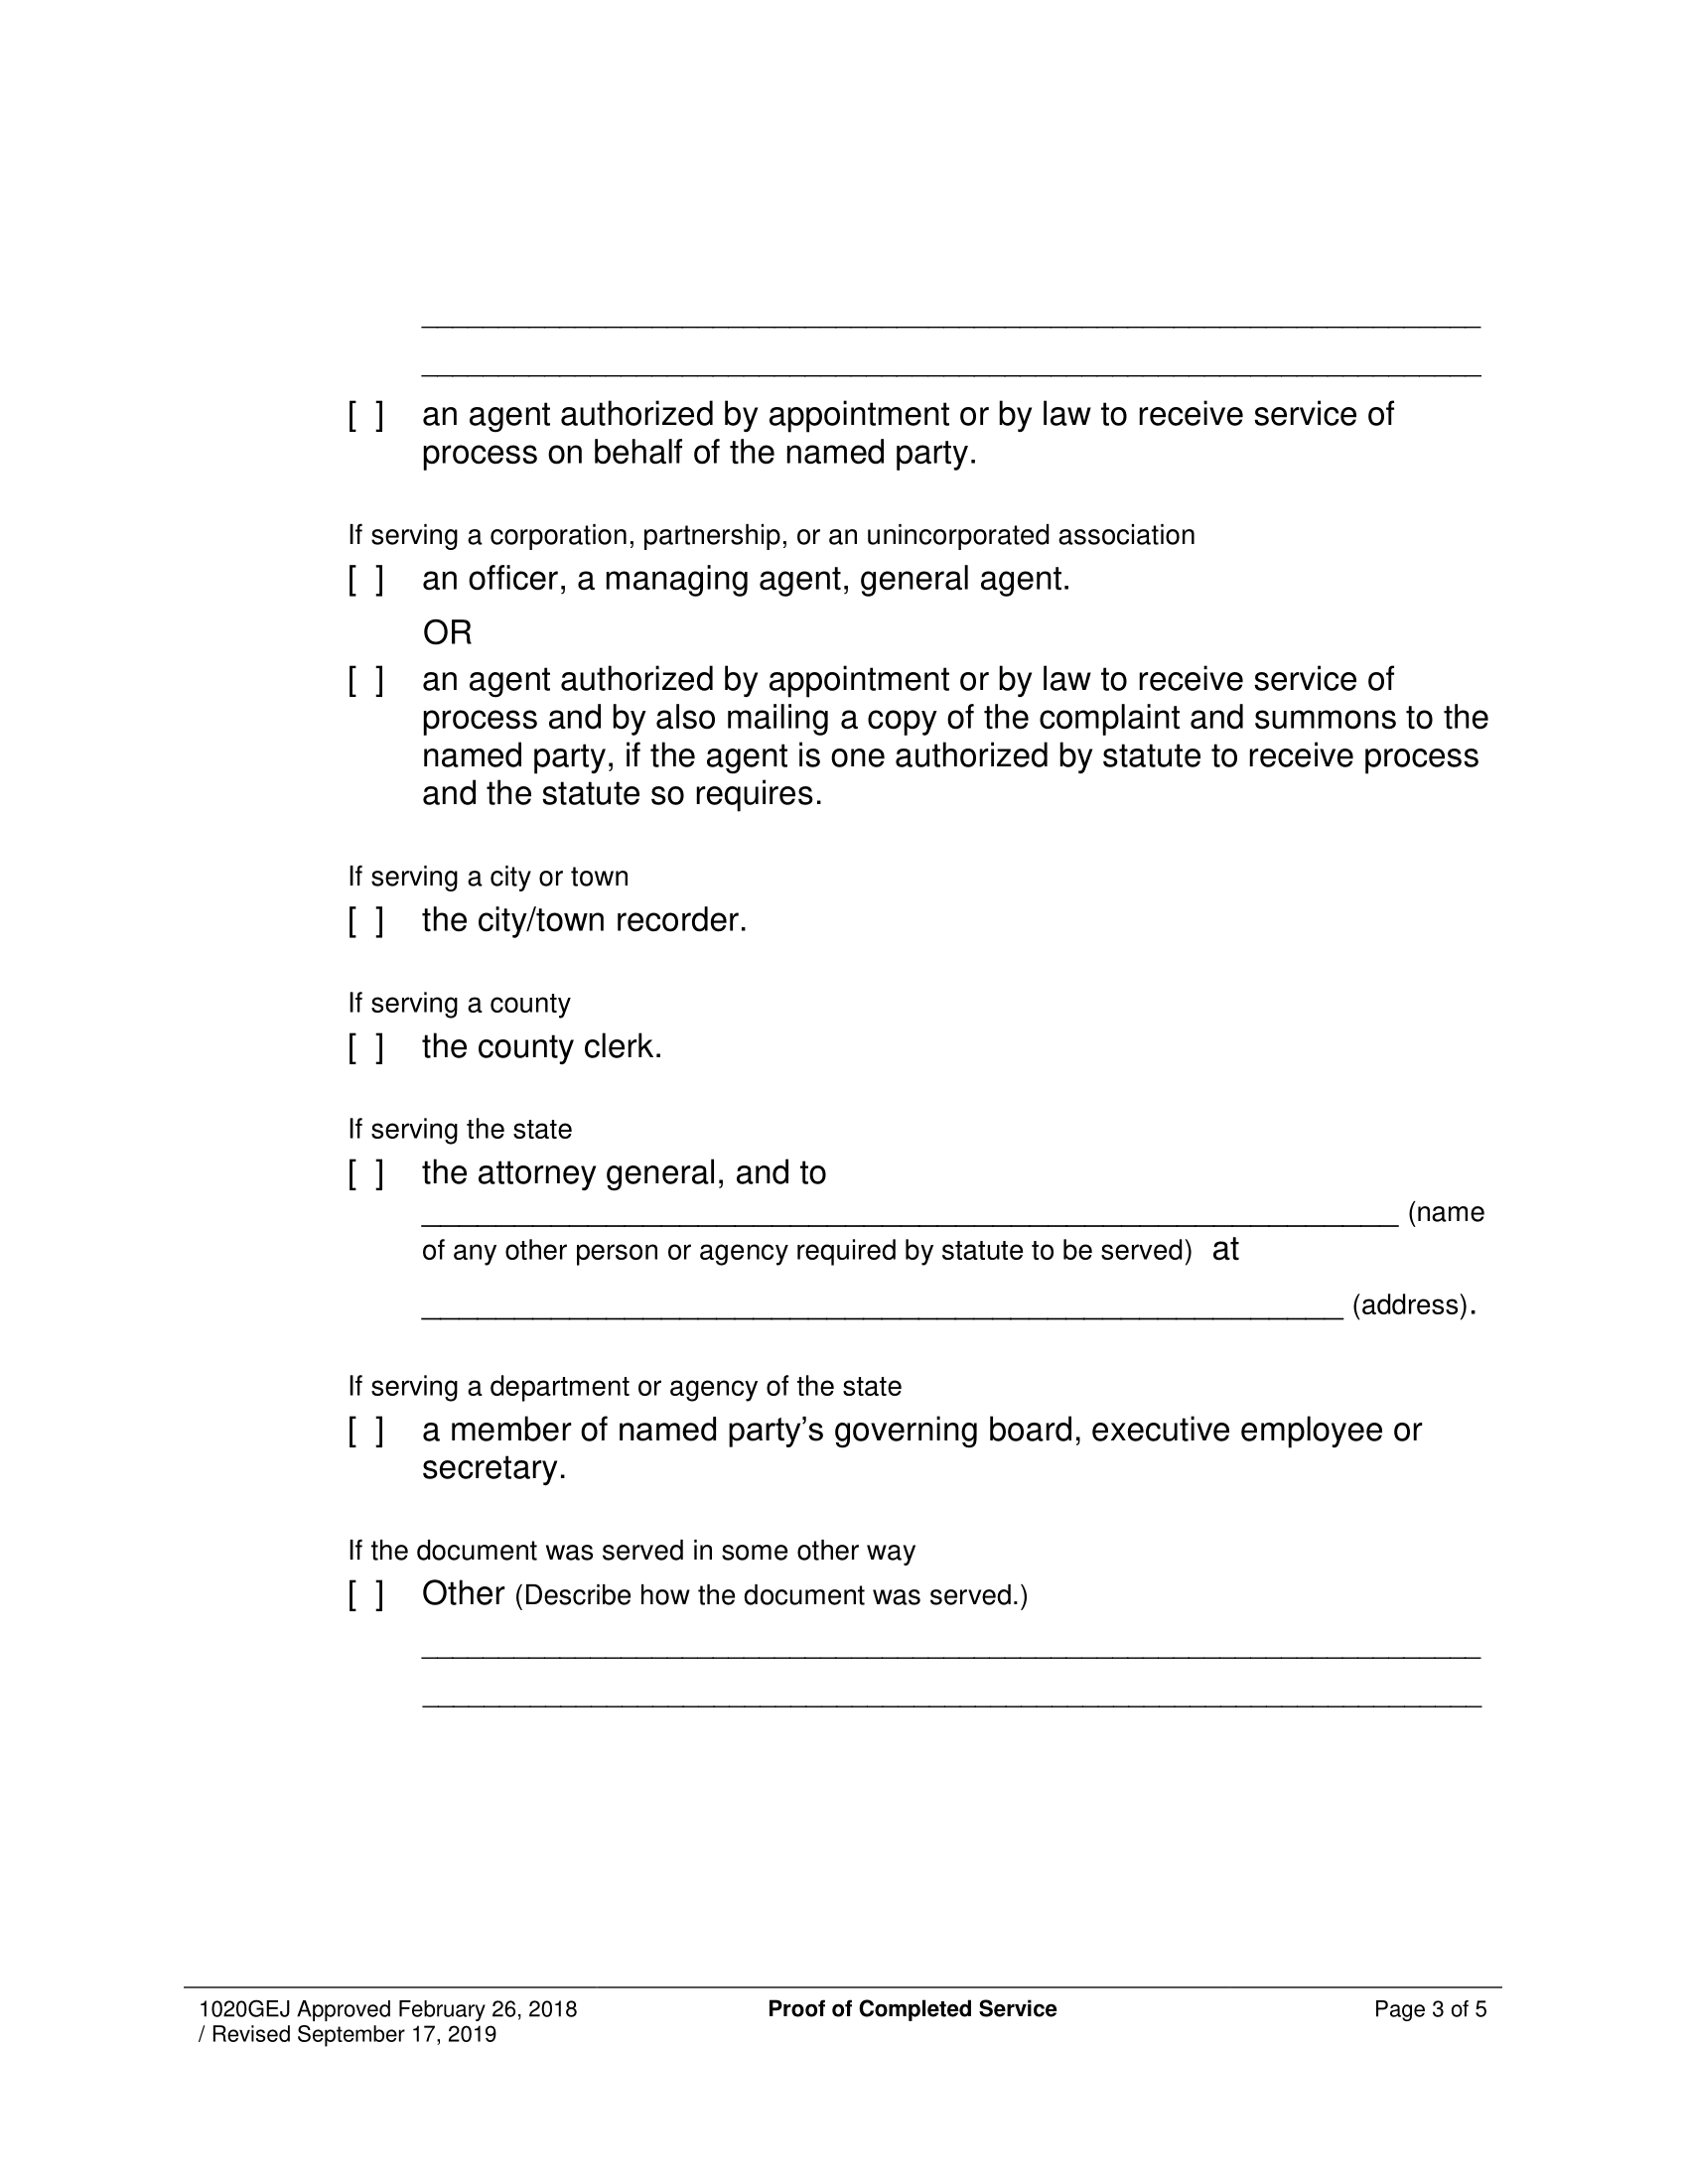 [ ] an agent authorized by appointment or by law to receive service of
process on behalf of the named party.
If serving a corporation, partnership, or an unincorporated association
[ ] an officer, a managing agent, general agent.
OR
[ ] an agent authorized by appointment or by law to receive service of
process and by also mailing a copy of the complaint and summons to the
named party, if the agent is one authorized by statute to receive process
and the statute so requires.
If serving a city or town
[ ] the city/town recorder.
If serving a county
[ ] the county clerk.
If serving the state
[ ] the attorney general, and to
(name
of any other person or agency required by statute to be served) at
(address).
If serving a department or agency of the state
[ ] a member of named party’s governing board, executive employee or
secretary.
If the document was served in some other way
[ ] Other (Describe how the document was served.)
1020GEJ Approved February 26, 2018 Proof of Completed Service Page 3 of 5
/ Revised September 17, 2019